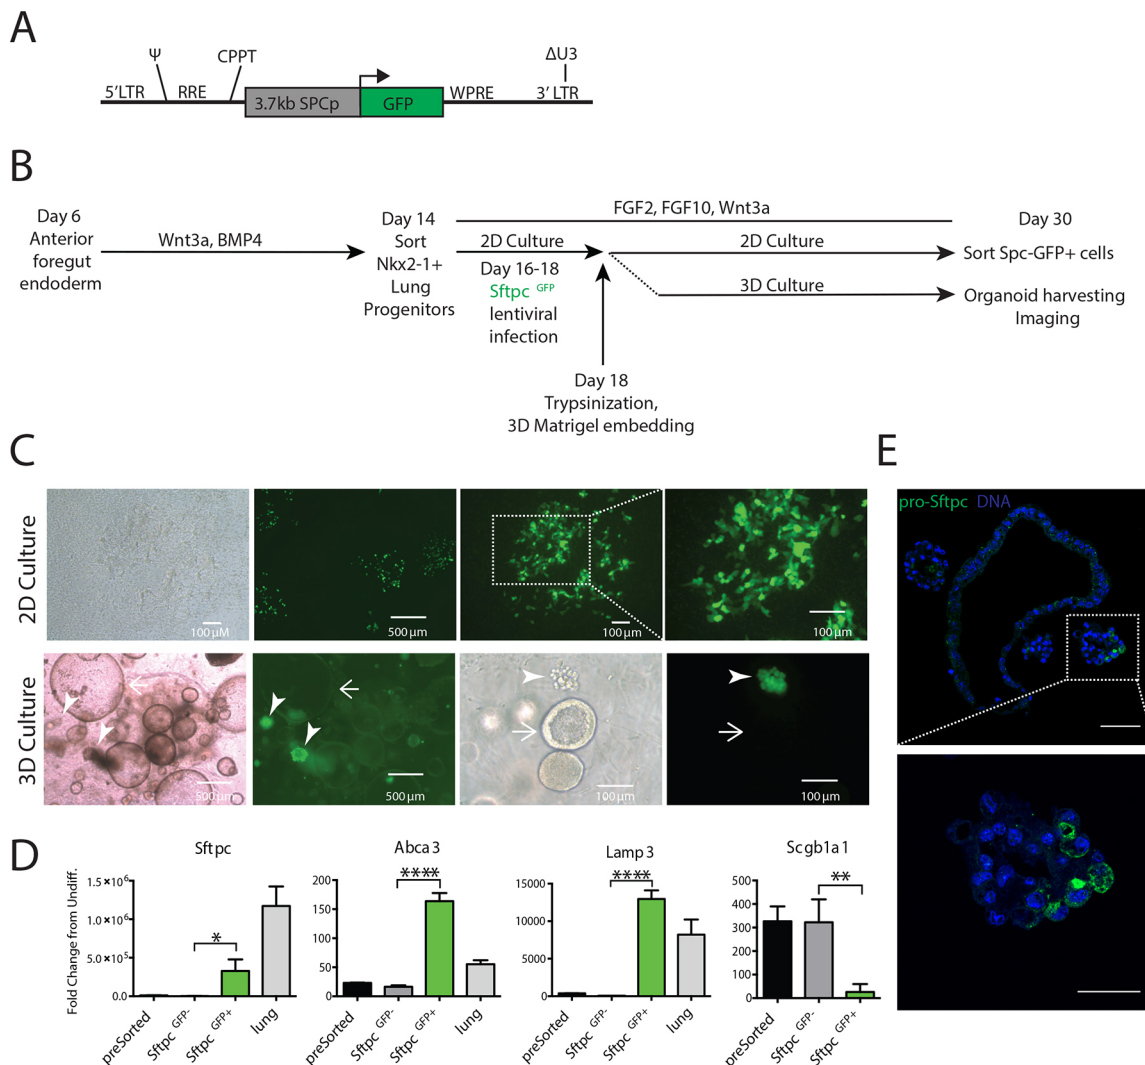 A
Ψ
CPPT
ΔU3
5'LTR
RRE
3.7kb SPCp
GFP
WPRE
3' LTR
B
Day 6
Anterior
foregut
endoderm
Wnt3a, BMP4
Day 14
Sort
Nkx2-1+
Lung
Progenitors
FGF2, FGF10, Wnt3a
2D Culture
Day 16-18
Sftpc GFP
lentiviral
infection
2D Culture
3D Culture
Day 18
Trypsinization,
3D Matrigel embedding
Day 30
Sort Spc-GFP+ cells
Organoid harvesting
Imaging
C
2D Culture
100 µM
500 µm
100 µm
100 µm
3D Culture
500 µm
500 µm
100 µm
100 µm
D
Fold Change from Undiff.
Sftpc
1.5×10^6
1.0×10^6
5.0×10^5
0.0
*
preSorted
Sftpc GFP-
Sftpc GFP+
lung
Abca3
200
150
100
50
0
****
preSorted
Sftpc GFP-
Sftpc GFP+
lung
Lamp 3
15000
10000
5000
0
****
preSorted
Sftpc GFP-
Sftpc GFP+
lung
Scgb1a1
500
400
300
200
100
0
**
preSorted
Sftpc GFP-
Sftpc GFP+
E
pro-Sftpc DNA